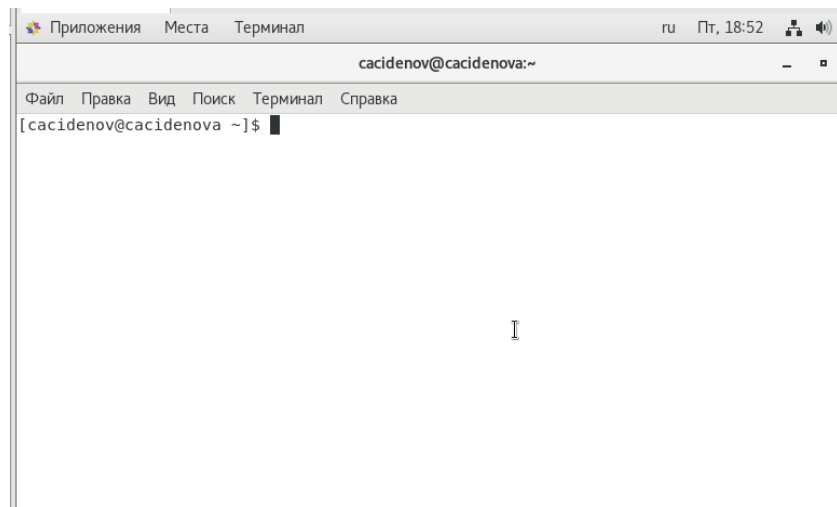 Приложения Места Терминал ru Пт, 18:52
cacidenov@cacidenova:~
Файл Правка Вид Поиск Терминал Справка
[cacidenov@cacidenova ~]$